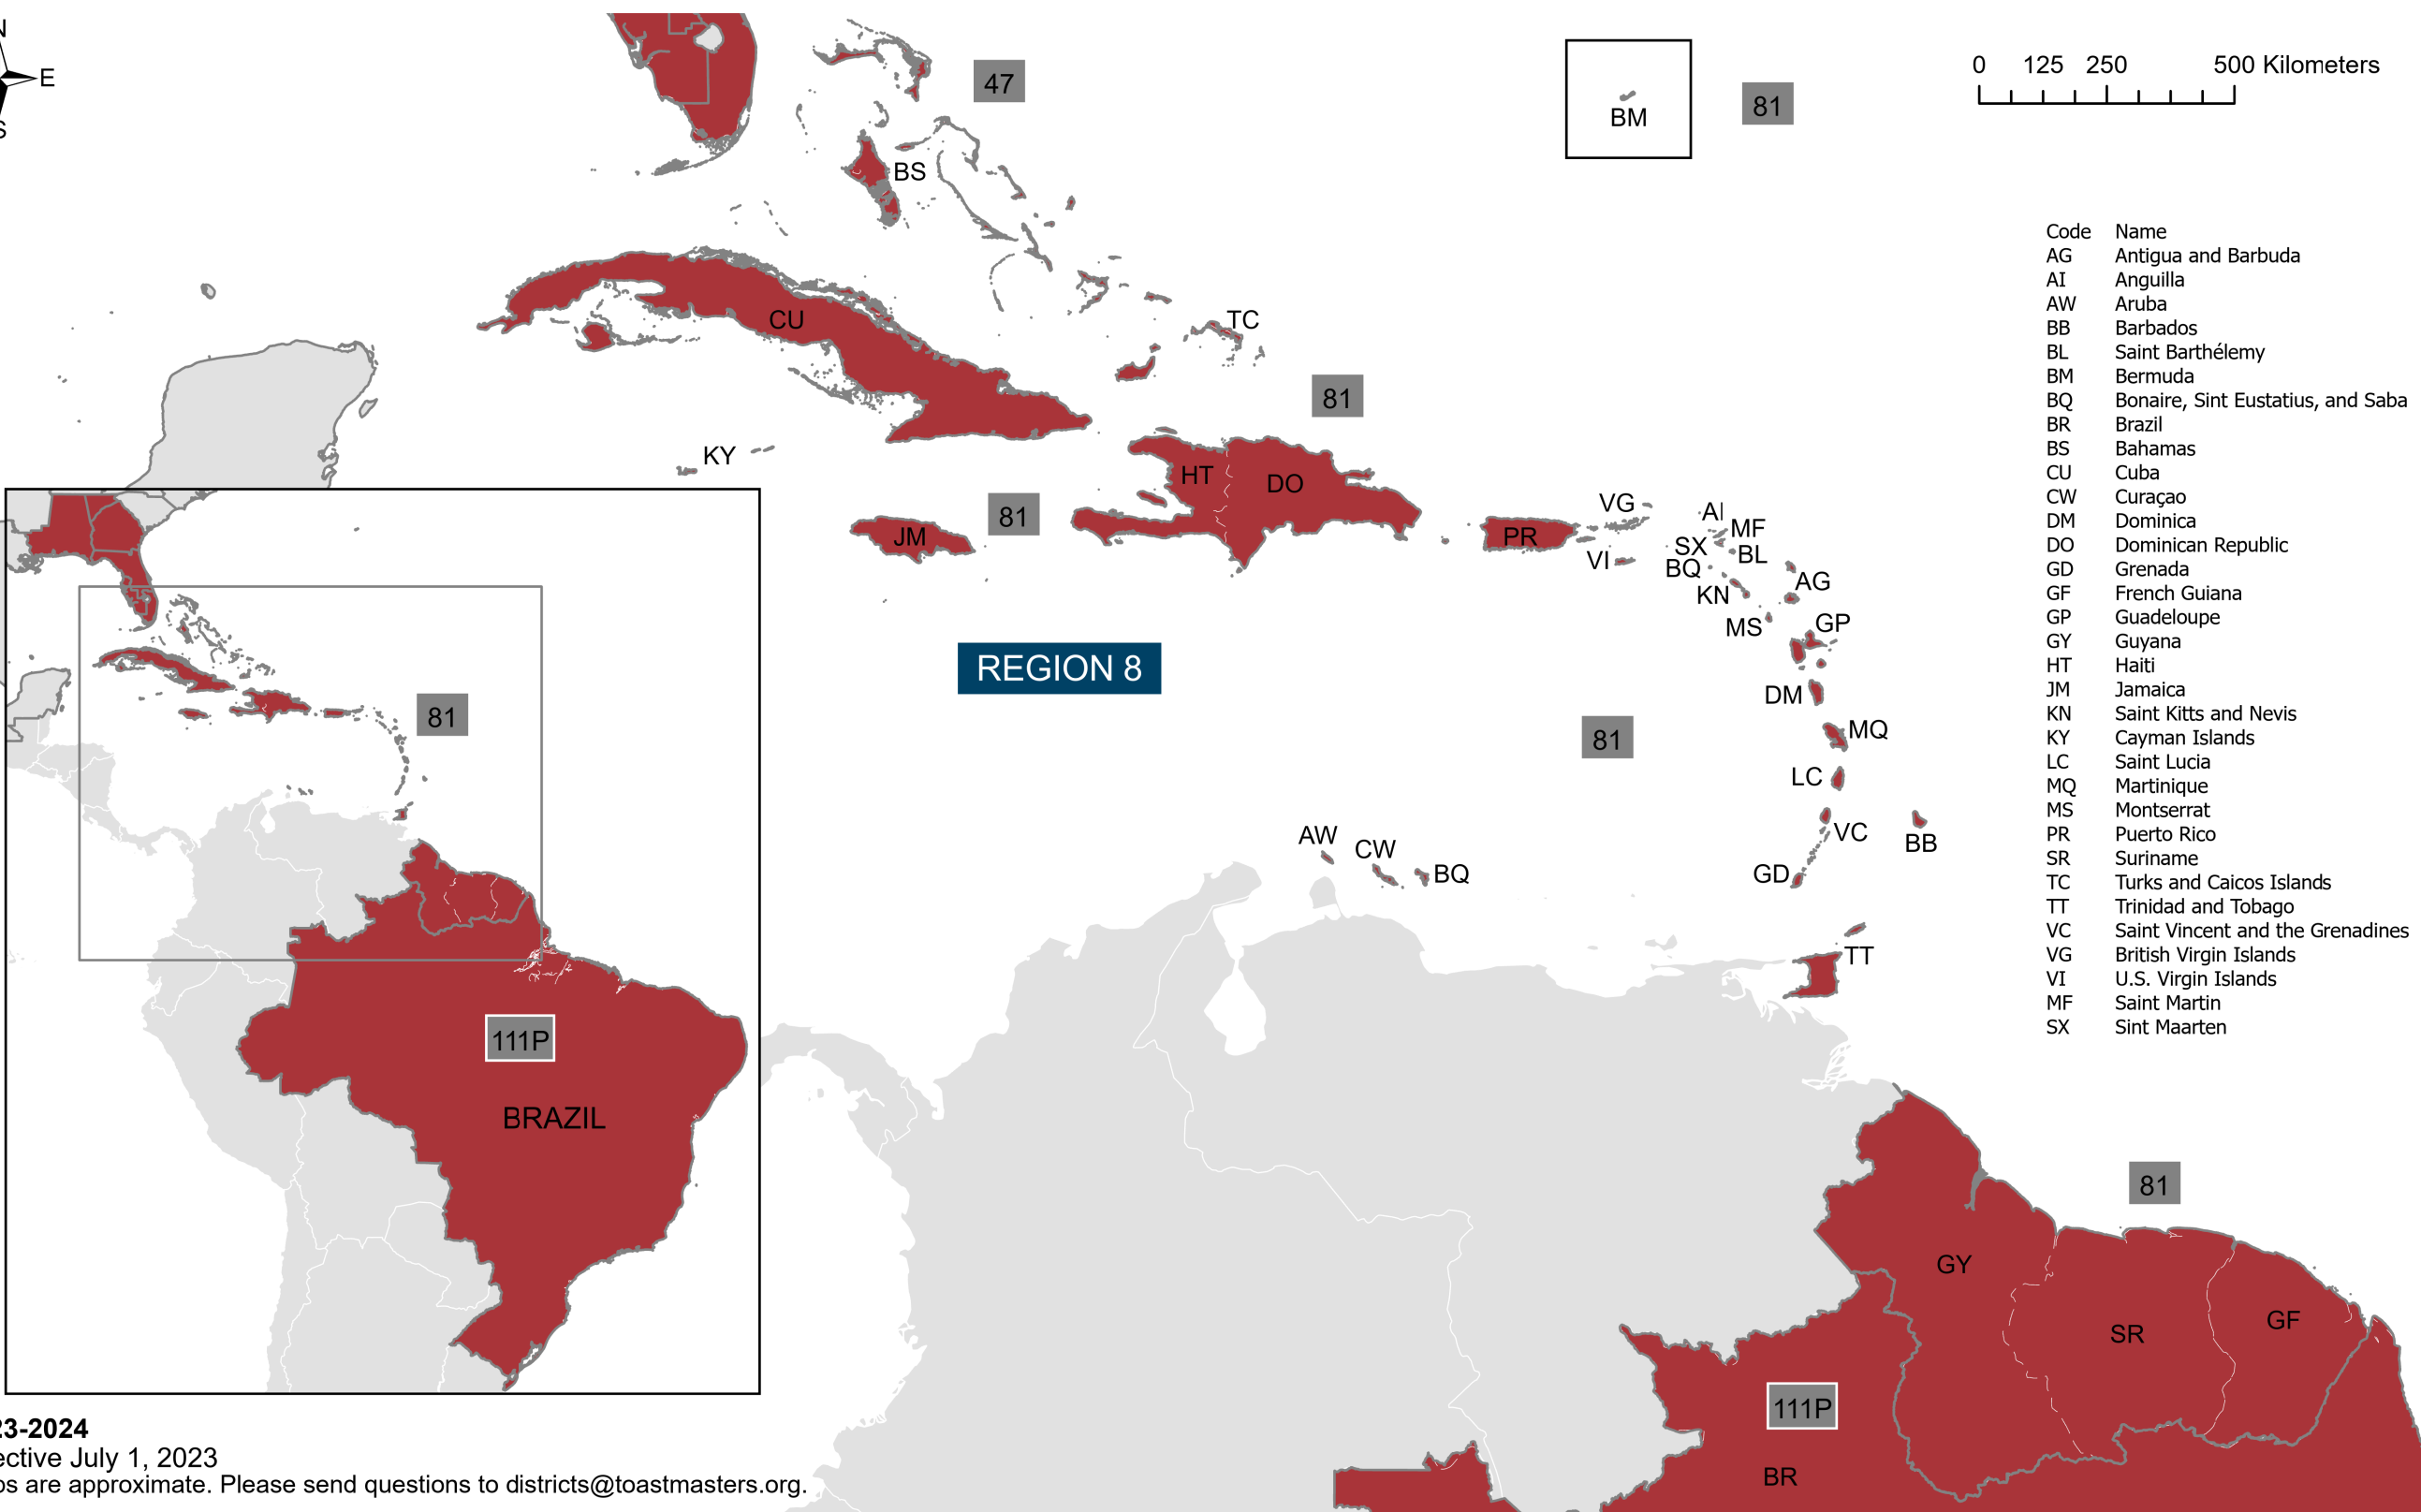 E
47
BS
BM
81
0 125 250 500 Kilometers
CU
TC
81
KY
HT
DO
JM
81
PR
VG
VI
AI
MF
SX
BL
BQ
AG
KN
MS
GP
REGION 8
DM
MQ
81
81
LC
VC
BB
AW
CW
BQ
GD
TT
Code Name
AG Antigua and Barbuda
AI Anguilla
AW Aruba
BB Barbados
BL Saint Barthélemy
BM Bermuda
BQ Bonaire, Sint Eustatius, and Saba
BR Brazil
BS Bahamas
CU Cuba
CW Curaçao
DM Dominica
DO Dominican Republic
GD Grenada
GF French Guiana
GP Guadeloupe
GY Guyana
HT Haiti
JM Jamaica
KN Saint Kitts and Nevis
KY Cayman Islands
LC Saint Lucia
MQ Martinique
MS Montserrat
PR Puerto Rico
SR Suriname
TC Turks and Caicos Islands
TT Trinidad and Tobago
VC Saint Vincent and the Grenadines
VG British Virgin Islands
VI U.S. Virgin Islands
MF Saint Martin
SX Sint Maarten
111P
BRAZIL
81
GY
SR
GF
111P
BR
23-2024
ective July 1, 2023
ps are approximate. Please send questions to districts@toastmasters.org.